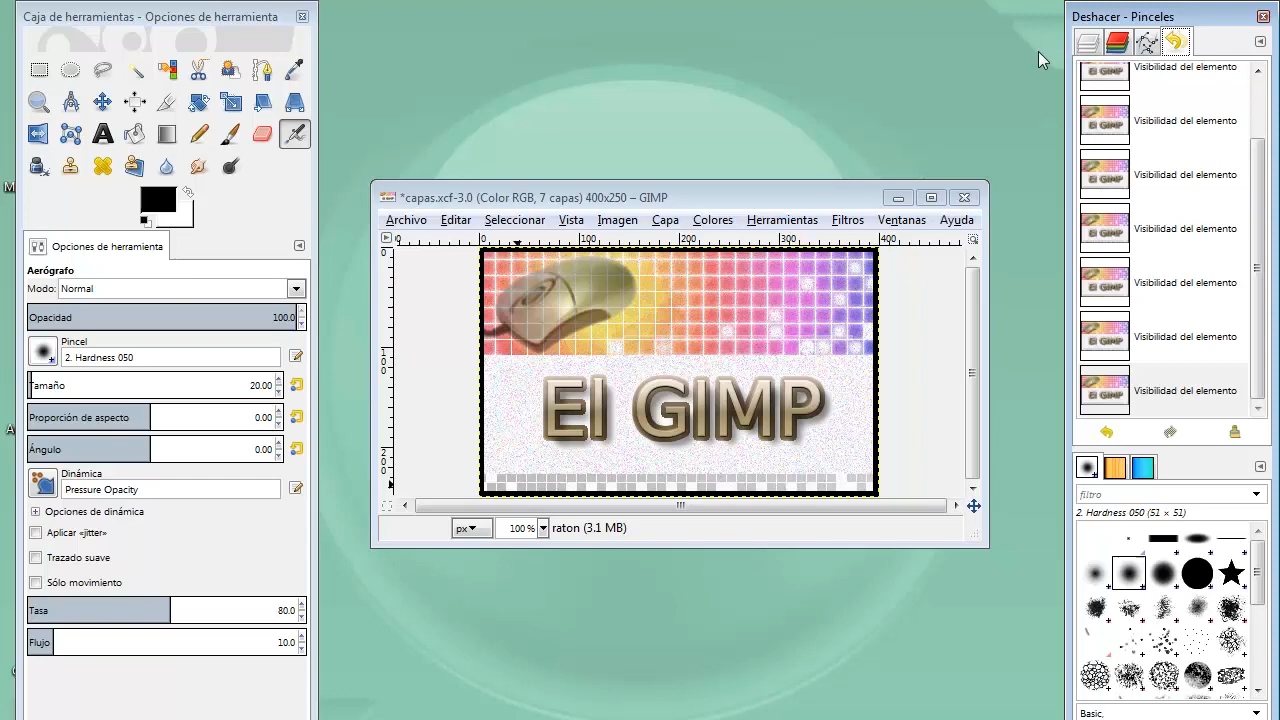 Caja de herramientas - Opciones de herramienta
Opciones de herramienta
Aerógrafo
Modo: Normal
Opacidad 100.0
Pincel
2. Hardness 050
Tamaño 20.00
Proporción de aspecto 0.00
Ángulo 0.00
Dinámica
Pressure Opacity
Opciones de dinámica
Aplicar «jitter»
Trazado suave
Sólo movimiento
Tasa 80.0
Flujo 10.0
*capas.xcf-3.0 (Color RGB, 7 capas) 400x250 – GIMP
Archivo Editar Seleccionar Vista Imagen Capa Colores Herramientas Filtros Ventanas Ayuda
0 0 100 200 300 400
0
100
200
El GIMP
px 100 % raton (3.1 MB)
Deshacer - Pinceles
Visibilidad del elemento
Visibilidad del elemento
Visibilidad del elemento
Visibilidad del elemento
Visibilidad del elemento
Visibilidad del elemento
Visibilidad del elemento
filtro
2. Hardness 050 (51 × 51)
Basic,